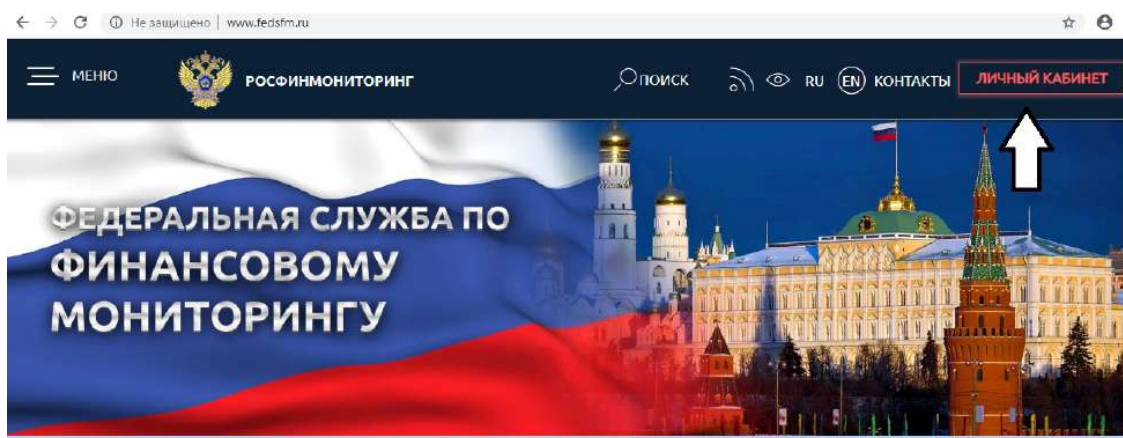 Не защищено | www.fedsfm.ru
МЕНЮ
РОСФИНМОНИТОРИНГ
ПОИСК
RU
EN
КОНТАКТЫ
ЛИЧНЫЙ КАБИНЕТ
ФЕДЕРАЛЬНАЯ СЛУЖБА ПО
ФИНАНСОВОМУ
МОНИТОРИНГУ